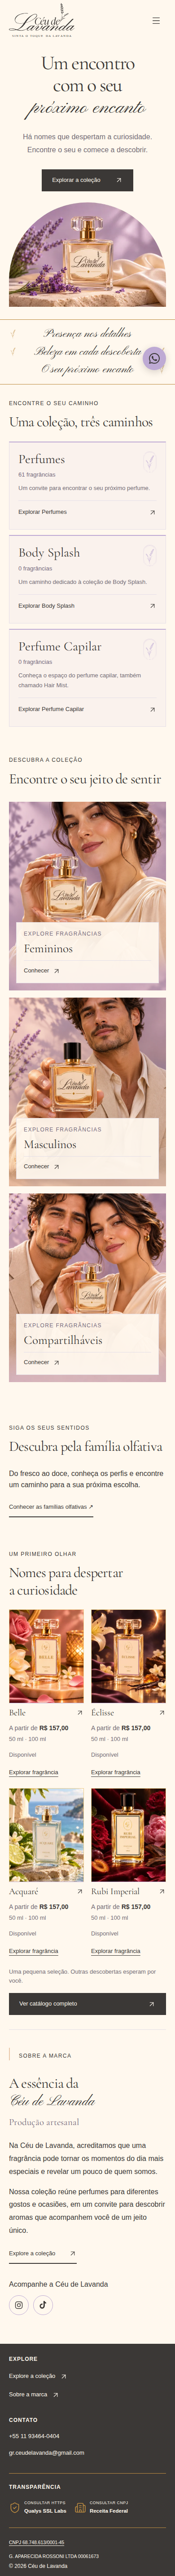 Céu de
Lavanda
Um encontro
com o seu
próximo encanto
Há nomes que despertam a curiosidade.
Encontre o seu e comece a descobrir.
Explorar a coleção
Céu de
Lavanda
Presença nos detalhes
Beleza em cada descoberta
O seu próximo encanto
ENCONTRE O SEU CAMINHO
Uma coleção, três caminhos
Perfumes
61 fragrâncias
Um convite para encontrar o seu próximo perfume.
Explorar Perfumes
Body Splash
0 fragrâncias
Um caminho dedicado à coleção de Body Splash.
Explorar Body Splash
Perfume Capilar
0 fragrâncias
Conheça o espaço do perfume capilar, também
chamado Hair Mist.
Explorar Perfume Capilar
DESCUBRA A COLEÇÃO
Encontre o seu jeito de sentir
Céu de
Lavanda
EXPLORE FRAGRÂNCIAS
Femininos
Conhecer
Céu de
Lavanda
EXPLORE FRAGRÂNCIAS
Masculinos
Conhecer
Céu de
Lavanda
EXPLORE FRAGRÂNCIAS
Compartilháveis
Conhecer
SIGA OS SEUS SENTIDOS
Descubra pela família olfativa
Do fresco ao doce, conheça os perfis e encontre
um caminho para a sua próxima escolha.
Conhecer as famílias olfativas ↗
UM PRIMEIRO OLHAR
Nomes para despertar
a curiosidade
BELLE
Belle
A partir de R$ 157,00
50 ml · 100 ml
Disponível
Explorar fragrância
Éclisse
A partir de R$ 157,00
50 ml · 100 ml
Disponível
Explorar fragrância
Acquaré
A partir de R$ 157,00
50 ml · 100 ml
Disponível
Explorar fragrância
Rubi Imperial
A partir de R$ 157,00
50 ml · 100 ml
Disponível
Explorar fragrância
Uma pequena seleção. Outras descobertas esperam por
você.
Ver catálogo completo
SOBRE A MARCA
A essência da
Céu de Lavanda
Produção artesanal
Na Céu de Lavanda, acreditamos que uma
fragrância pode tornar os momentos do dia mais
especiais e revelar um pouco de quem somos.
Nossa coleção reúne perfumes para diferentes
gostos e ocasiões, em um convite para descobrir
aromas que acompanhem você de um jeito
único.
Explore a coleção
Acompanhe a Céu de Lavanda
EXPLORE
Explore a coleção
Sobre a marca
CONTATO
+55 11 93464-0404
gr.ceudelavanda@gmail.com
TRANSPARÊNCIA
CONSULTAR HTTPS
Qualys SSL Labs
CONSULTAR CNPJ
Receita Federal
CNPJ 68.748.613/0001-45
G. APARECIDA ROSSONI LTDA 00061673
© 2026 Céu de Lavanda